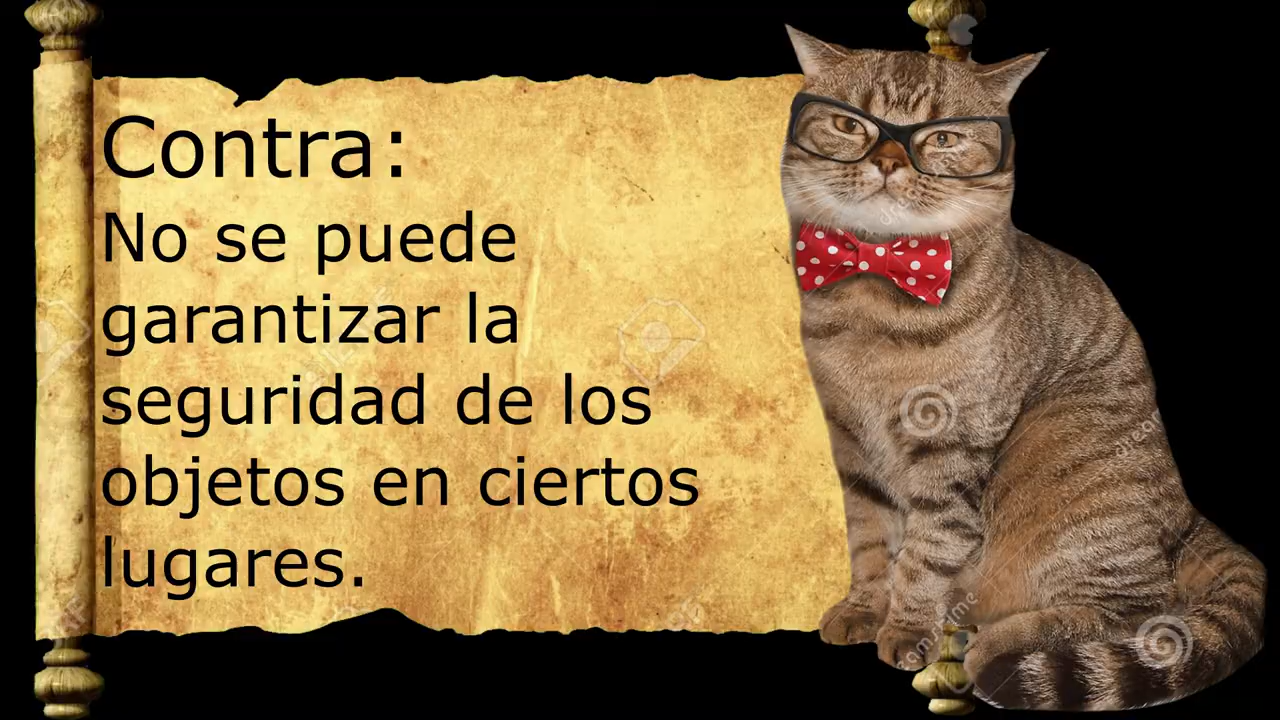 Contra:
No se puede
garantizar la
seguridad de los
objetos en ciertos
lugares.